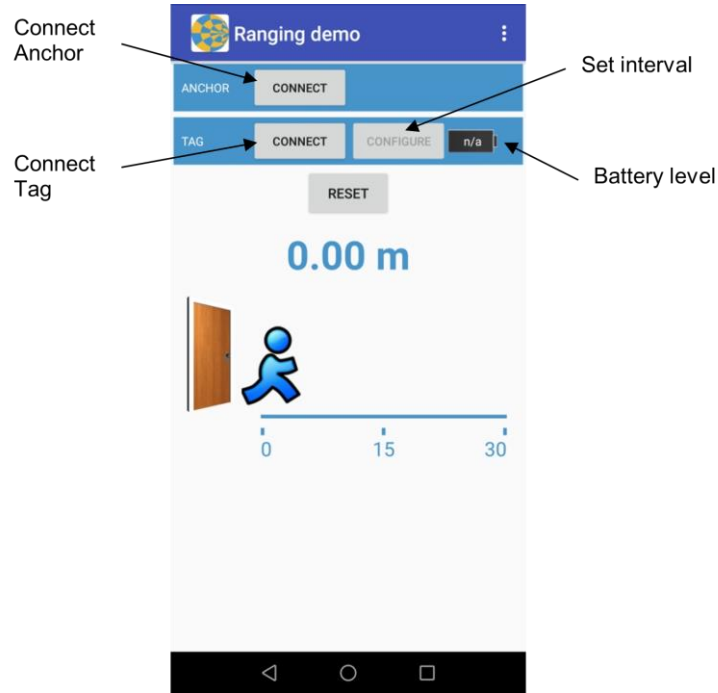 Connect
Anchor
Ranging demo
Set interval
ANCHOR CONNECT
TAG CONNECT CONFIGURE n/a
Connect
Tag
Battery level
RESET
0.00 m
0 15 30